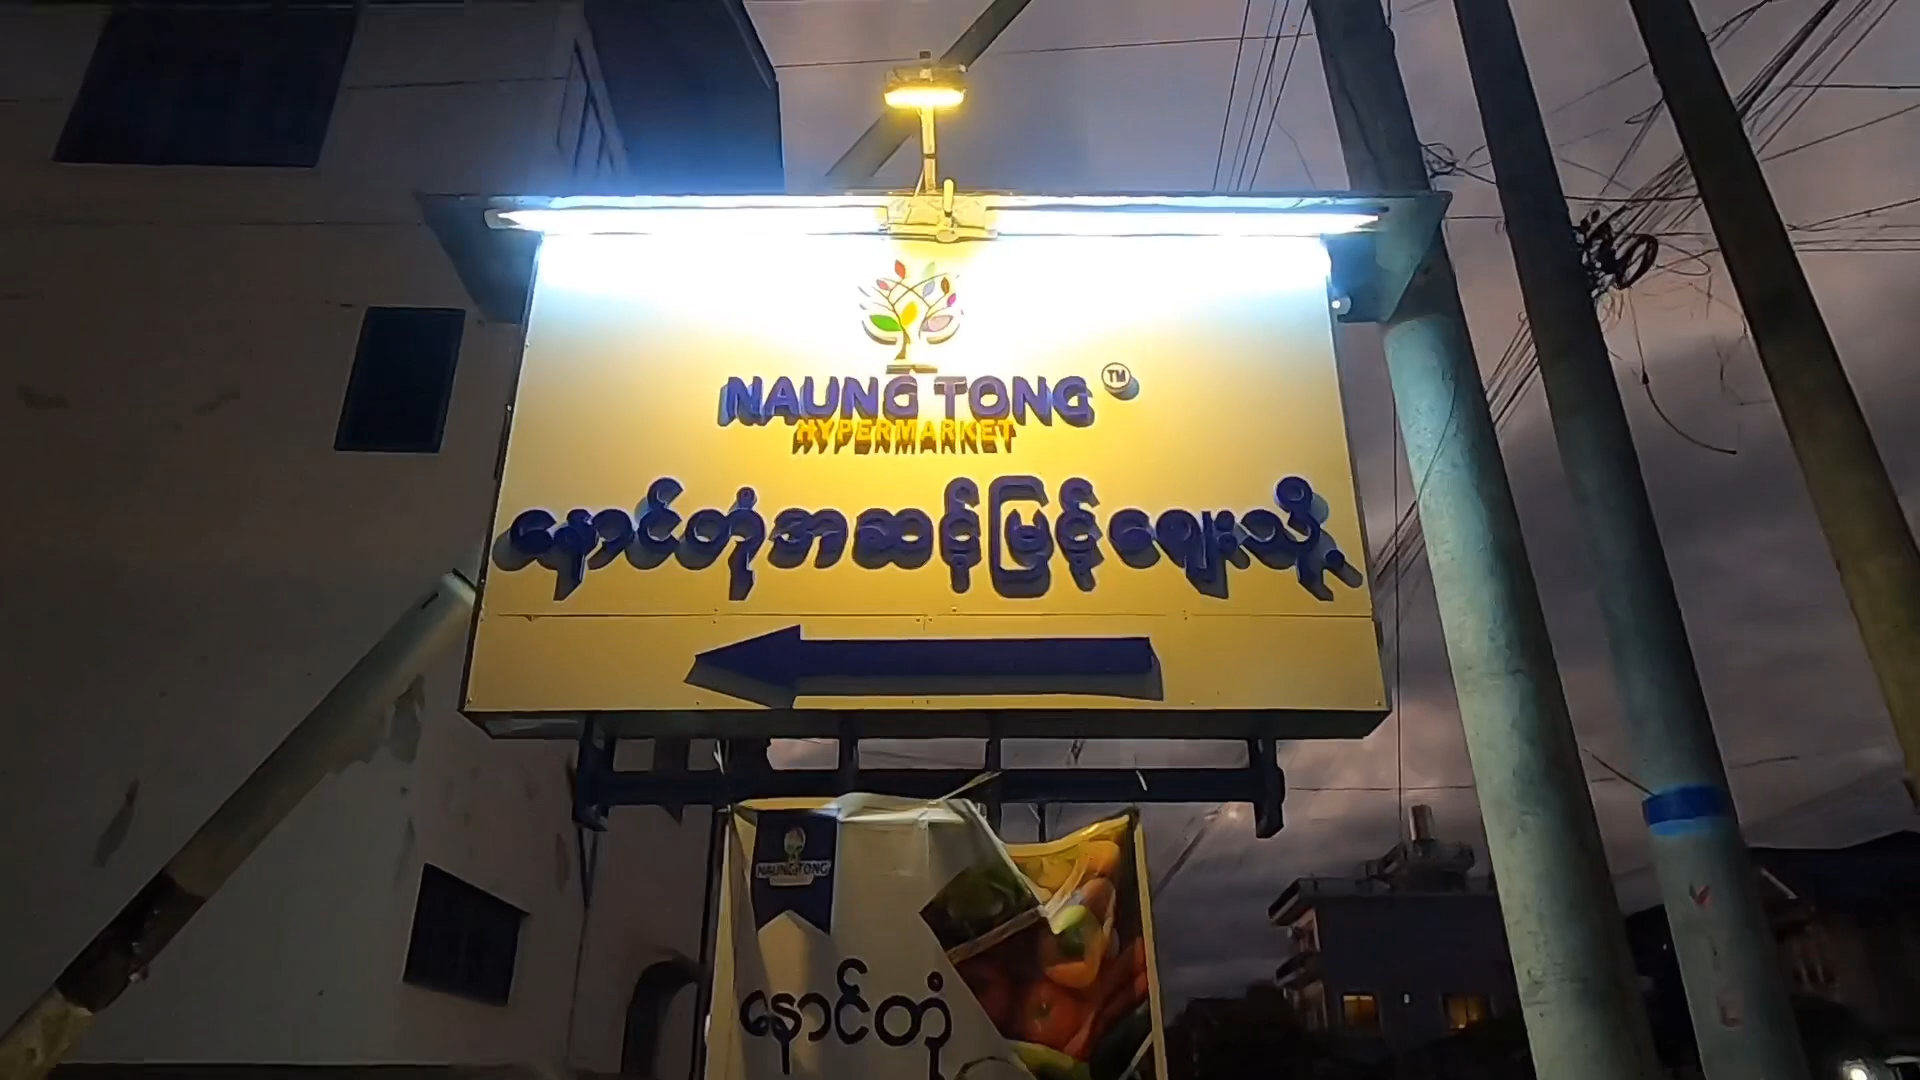 NAUNG TONG TM
HYPERMARKET
နောင်တုံအဆင့်မြင့်ဈေးသို့
NAUNG TONG
နောင်တုံ